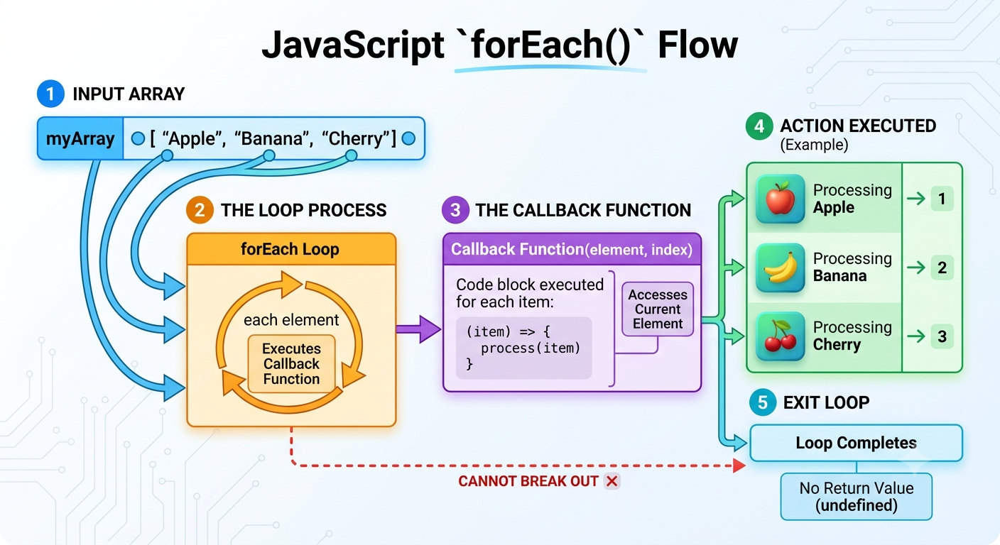 JavaScript `forEach()` Flow
1 INPUT ARRAY
myArray [ “Apple”, “Banana”, “Cherry”]
2 THE LOOP PROCESS
forEach Loop
each element
Executes
Callback
Function
3 THE CALLBACK FUNCTION
Callback Function(element, index)
Code block executed
for each item:
(item) => {
process(item)
}
Accesses
Current
Element
4 ACTION EXECUTED
(Example)
Processing
Apple
1
Processing
Banana
2
Processing
Cherry
3
5 EXIT LOOP
Loop Completes
No Return Value
(undefined)
CANNOT BREAK OUT